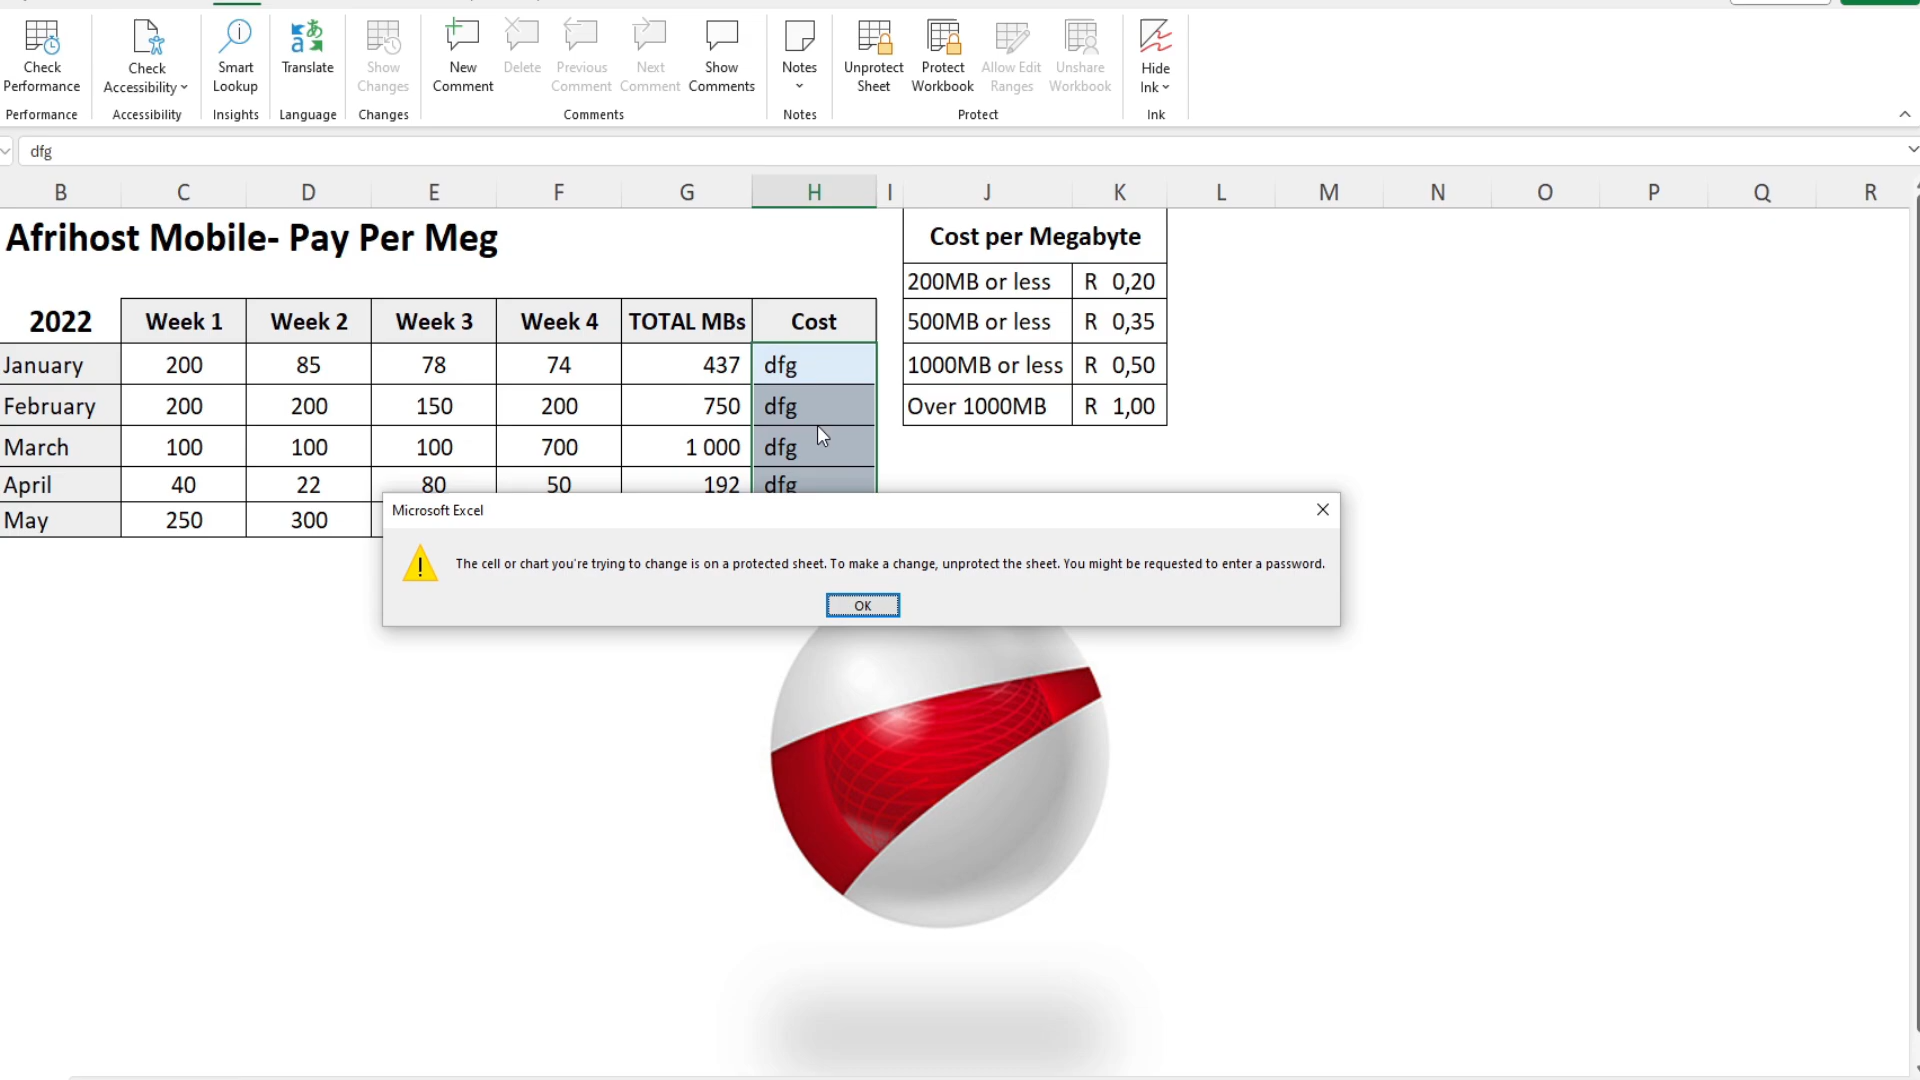 Check Performance
Check Accessibility
Smart Lookup
Translate
Show Changes
New Comment
Delete
Previous Comment
Next Comment
Show Comments
Notes
Unprotect Sheet
Protect Workbook
Allow Edit Ranges
Unshare Workbook
Hide Ink
Performance
Accessibility
Insights
Language
Changes
Comments
Notes
Protect
Ink
dfg
B C D E F G H I J K L M N O P Q R
Afrihost Mobile- Pay Per Meg
Cost per Megabyte
200MB or less R 0,20
500MB or less R 0,35
1000MB or less R 0,50
Over 1000MB R 1,00
2022 Week 1 Week 2 Week 3 Week 4 TOTAL MBs Cost
January 200 85 78 74 437 dfg
February 200 200 150 200 750 dfg
March 100 100 100 700 1 000 dfg
April 40 22 80 50 192 dfg
May 250 300
Microsoft Excel
The cell or chart you're trying to change is on a protected sheet. To make a change, unprotect the sheet. You might be requested to enter a password.
OK